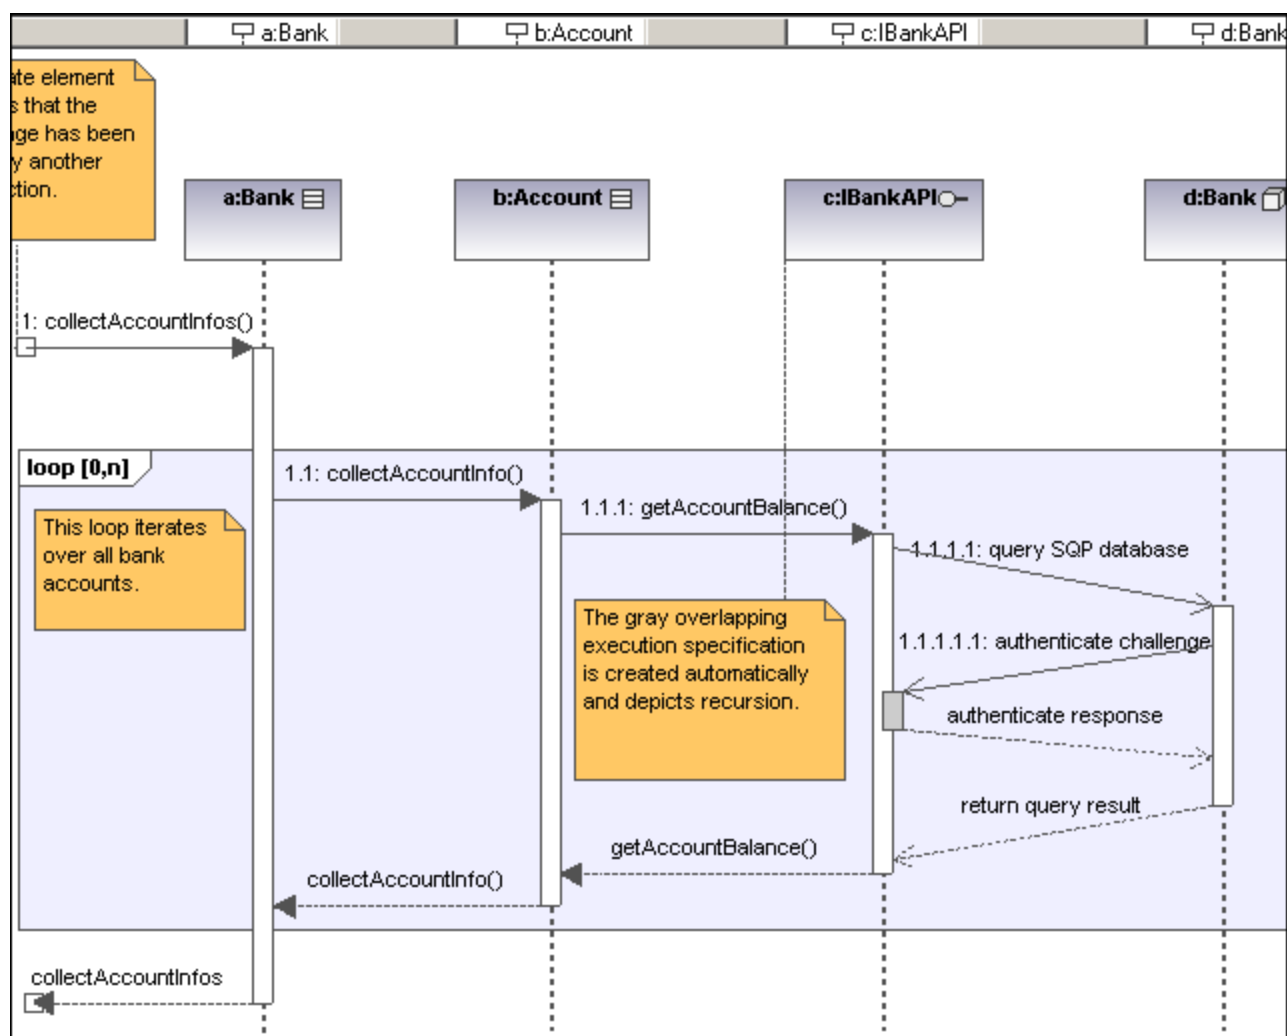 a:Bank
b:Account
c:IBankAPI
d:Bank
element
that the
has been
another
a:Bank
b:Account
c:IBankAPI
d:Bank
1: collectAccountInfos()
loop [0,n]
1.1: collectAccountInfo()
1.1.1: getAccountBalance()
This loop iterates
over all bank
accounts.
1.1.1.1: query SQP database
The gray overlapping
execution specification
is created automatically
and depicts recursion.
1.1.1.1.1: authenticate challenge
authenticate response
return query result
getAccountBalance()
collectAccountInfo()
collectAccountInfos